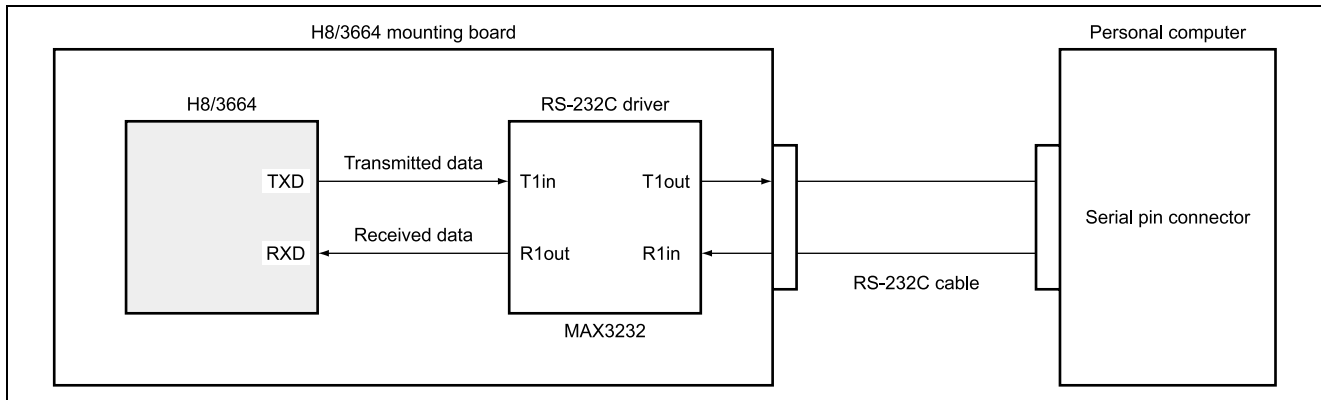 H8/3664 mounting board
Personal computer
H8/3664
RS-232C driver
Transmitted data
TXD
T1in
T1out
Serial pin connector
Received data
RXD
R1out
R1in
RS-232C cable
MAX3232